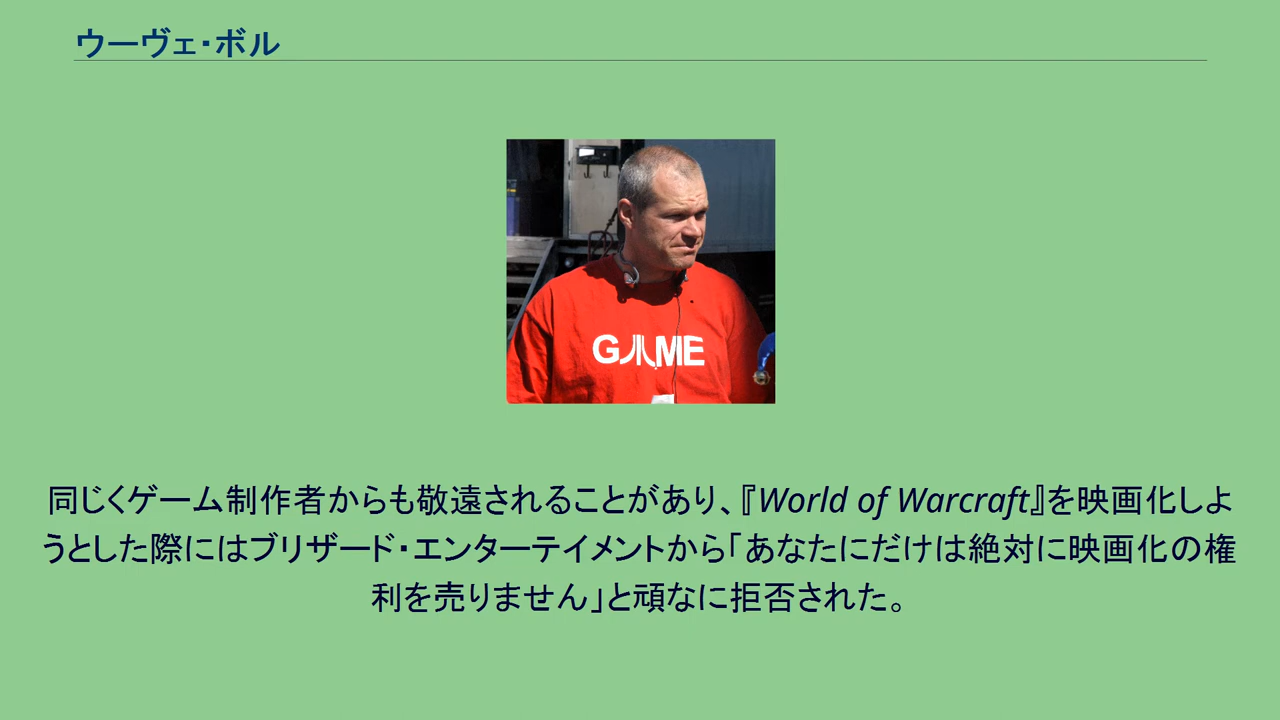 ウーヴェ・ボル
GAME
同じくゲーム制作者からも敬遠されることがあり、『World of Warcraft』を映画化しよ
うとした際にはブリザード・エンターテイメントから「あなたにだけは絶対に映画化の権
利を売りません」と頑なに拒否された。